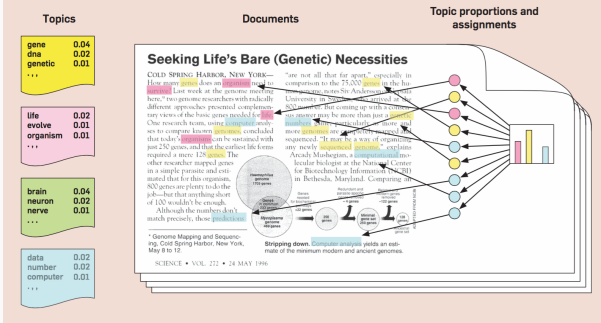 Topics
Documents
Topic proportions and
assignments
gene 0.04
dna 0.02
genetic 0.01
. , ,
life 0.02
evolve 0.01
organism 0.01
. , ,
brain 0.04
neuron 0.02
nerve 0.01
. , ,
data 0.02
number 0.02
computer 0.01
. , ,
Seeking Life's Bare (Genetic) Necessities
COLD SPRING HARBOR, NEW YORK—
How many genes does an organism need to
survive? Last week at the genome meeting
here,* two genome researchers with radically
different approaches presented complemen-
tary views of the basic genes needed for life.
One research team, using computer analy-
ses to compare known genomes, concluded
that today's organisms can be sustained with
just 250 genes, and that the earliest life forms
required a mere 128 genes. The
other researcher mapped genes
in a simple parasite and esti-
mated that for this organism,
800 genes are plenty to do the
job—but that anything short
of 100 wouldn't be enough.
Although the numbers don't
match precisely, those predictions
* Genome Mapping and Sequenc-
ing, Cold Spring Harbor, New York,
May 8 to 12.
"are not all that far apart," especially in
comparison to the 75,000 genes in the hu-
man genome, notes Siv Andersson
University in
800 number. But coming up with a
sus answer may be more than just a genetic
numbers particularly as more and
more genomes are completely mapped and
sequenced. "It may be a way of organizing
any newly sequenced genome," explains
Arcady Mushegian, a computational mo-
lecular biologist at the National Center
for Biotechnology Information (NCBI)
in Bethesda, Maryland. Comparing
Haemophilus
genome
1703 genes
Mycoplasma
genome
469 genes
Stripping down. Computer analysis yields an esti-
mate of the minimum modern and ancient genomes.
SCIENCE • VOL. 272 • 24 MAY 1996